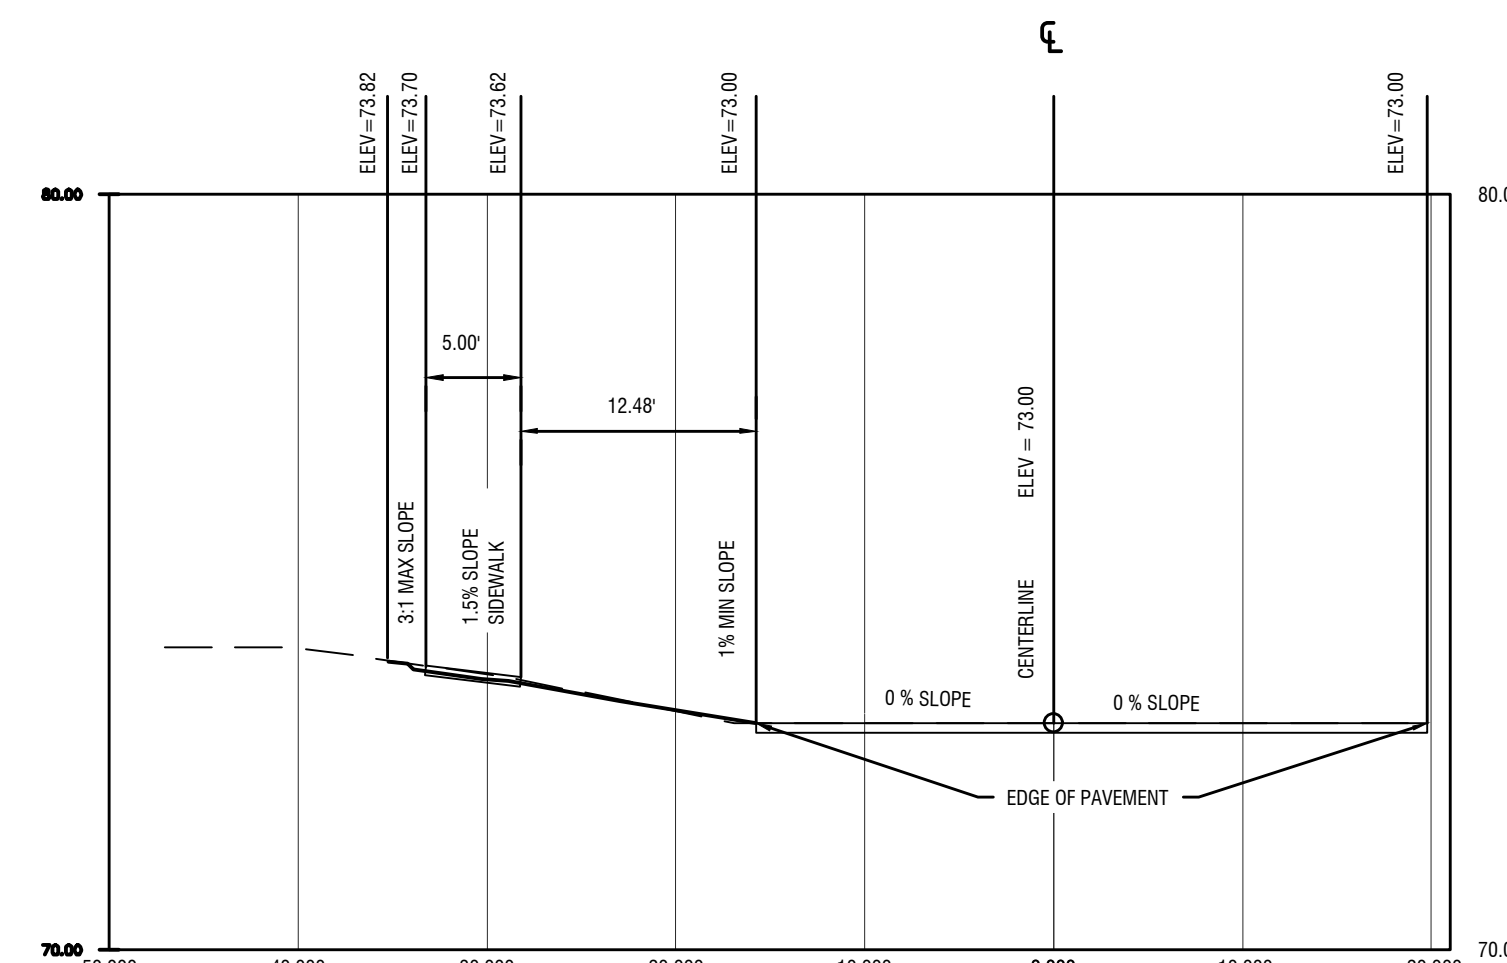 CL
ELEV=73.82
ELEV=73.70
ELEV=73.62
ELEV=73.00
ELEV=73.00
80.00
5.00'
12.48'
ELEV = 73.00
CENTERLINE
3:1 MAX SLOPE
1.5% SLOPE
SIDEWALK
1% MIN SLOPE
0 % SLOPE
0 % SLOPE
EDGE OF PAVEMENT
70.00